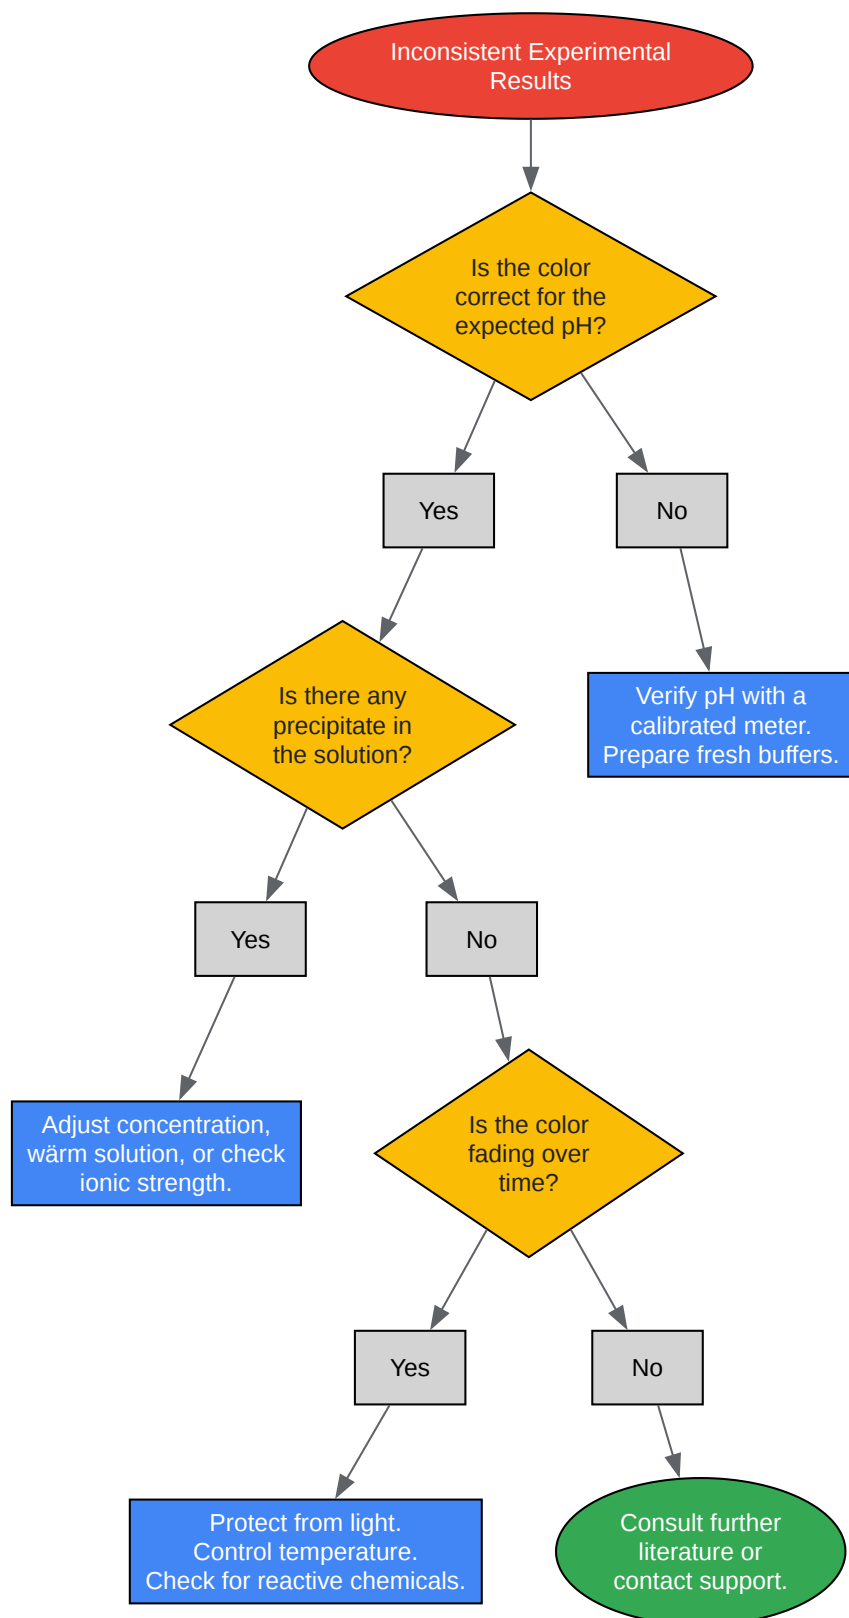 Inconsistent Experimental
Results
Is the color
correct for the
expected pH?
Yes
No
Is there any
precipitate in
the solution?
Verify pH with a
calibrated meter.
Prepare fresh buffers.
Yes
No
Adjust concentration,
wärm solution, or check
ionic strength.
Is the color
fading over
time?
Yes
No
Protect from light.
Control temperature.
Check for reactive chemicals.
Consult further
literature or
contact support.